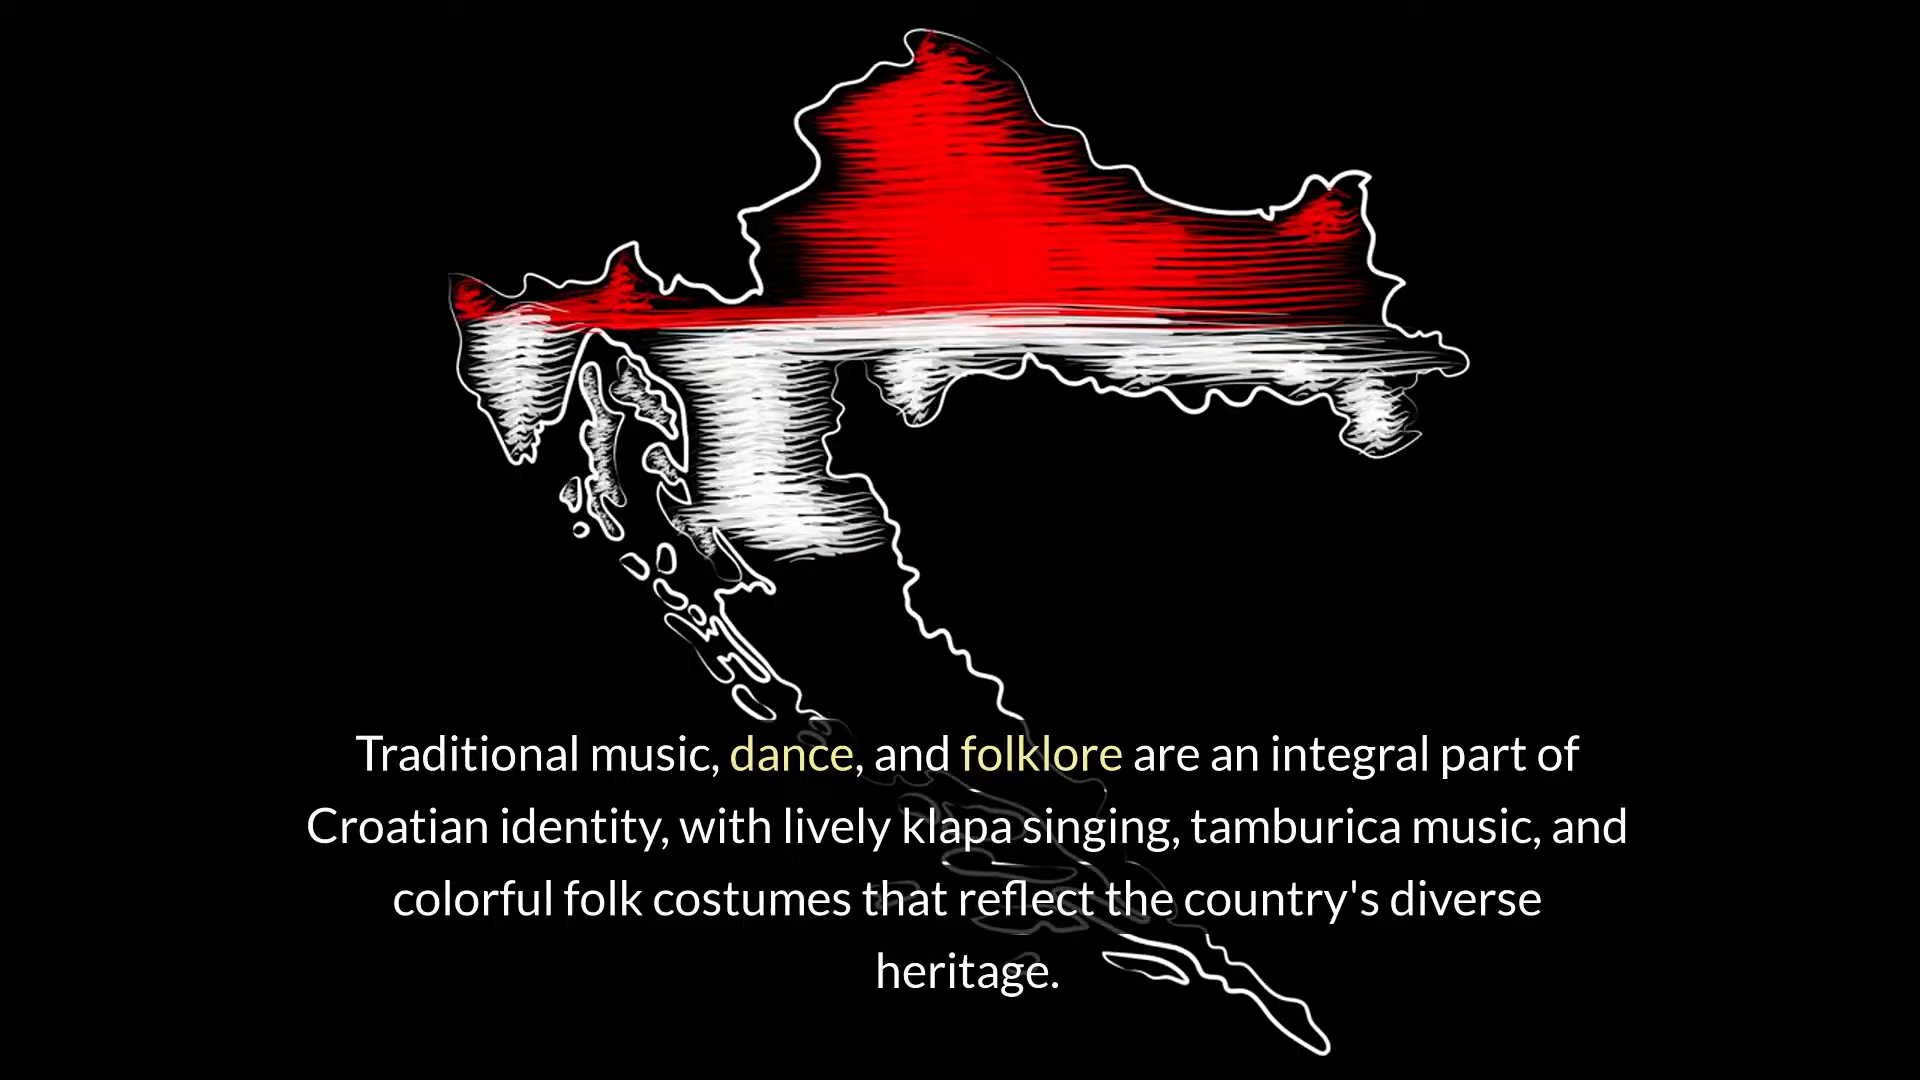 Traditional music, dance, and folklore are an integral part of
Croatian identity, with lively klapa singing, tamburica music, and
colorful folk costumes that reflect the country's diverse
heritage.